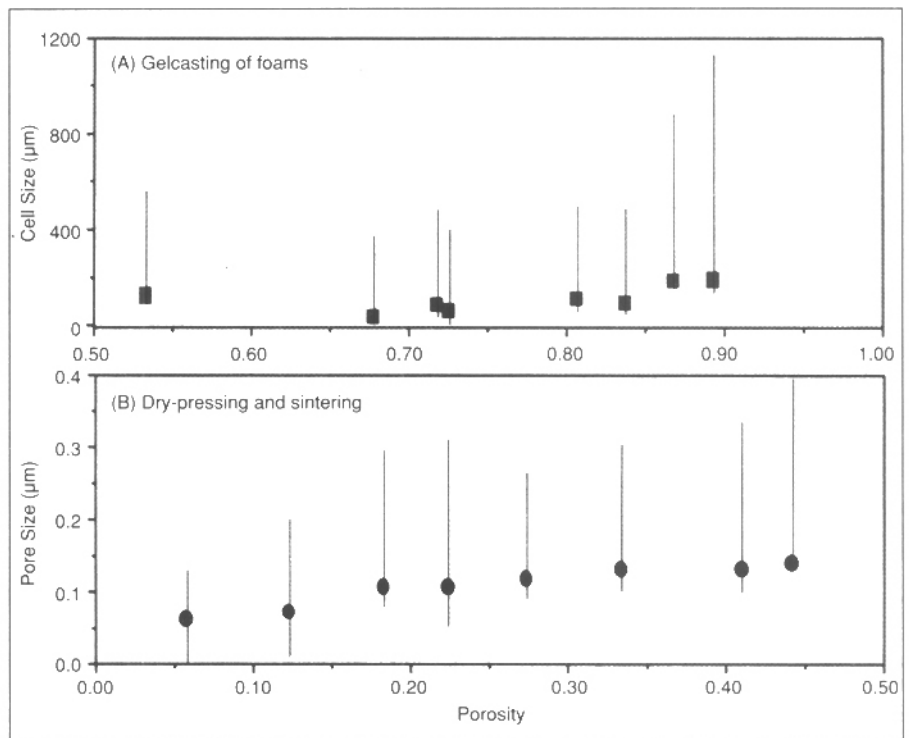 1200
(A) Gelcasting of foams
800
Cell Size (μm)
400
0
0.50 0.60 0.70 0.80 0.90 1.00
0.4
(B) Dry-pressing and sintering
0.3
Pore Size (μm)
0.2
0.1
0.0
0.00 0.10 0.20 0.30 0.40 0.50
Porosity